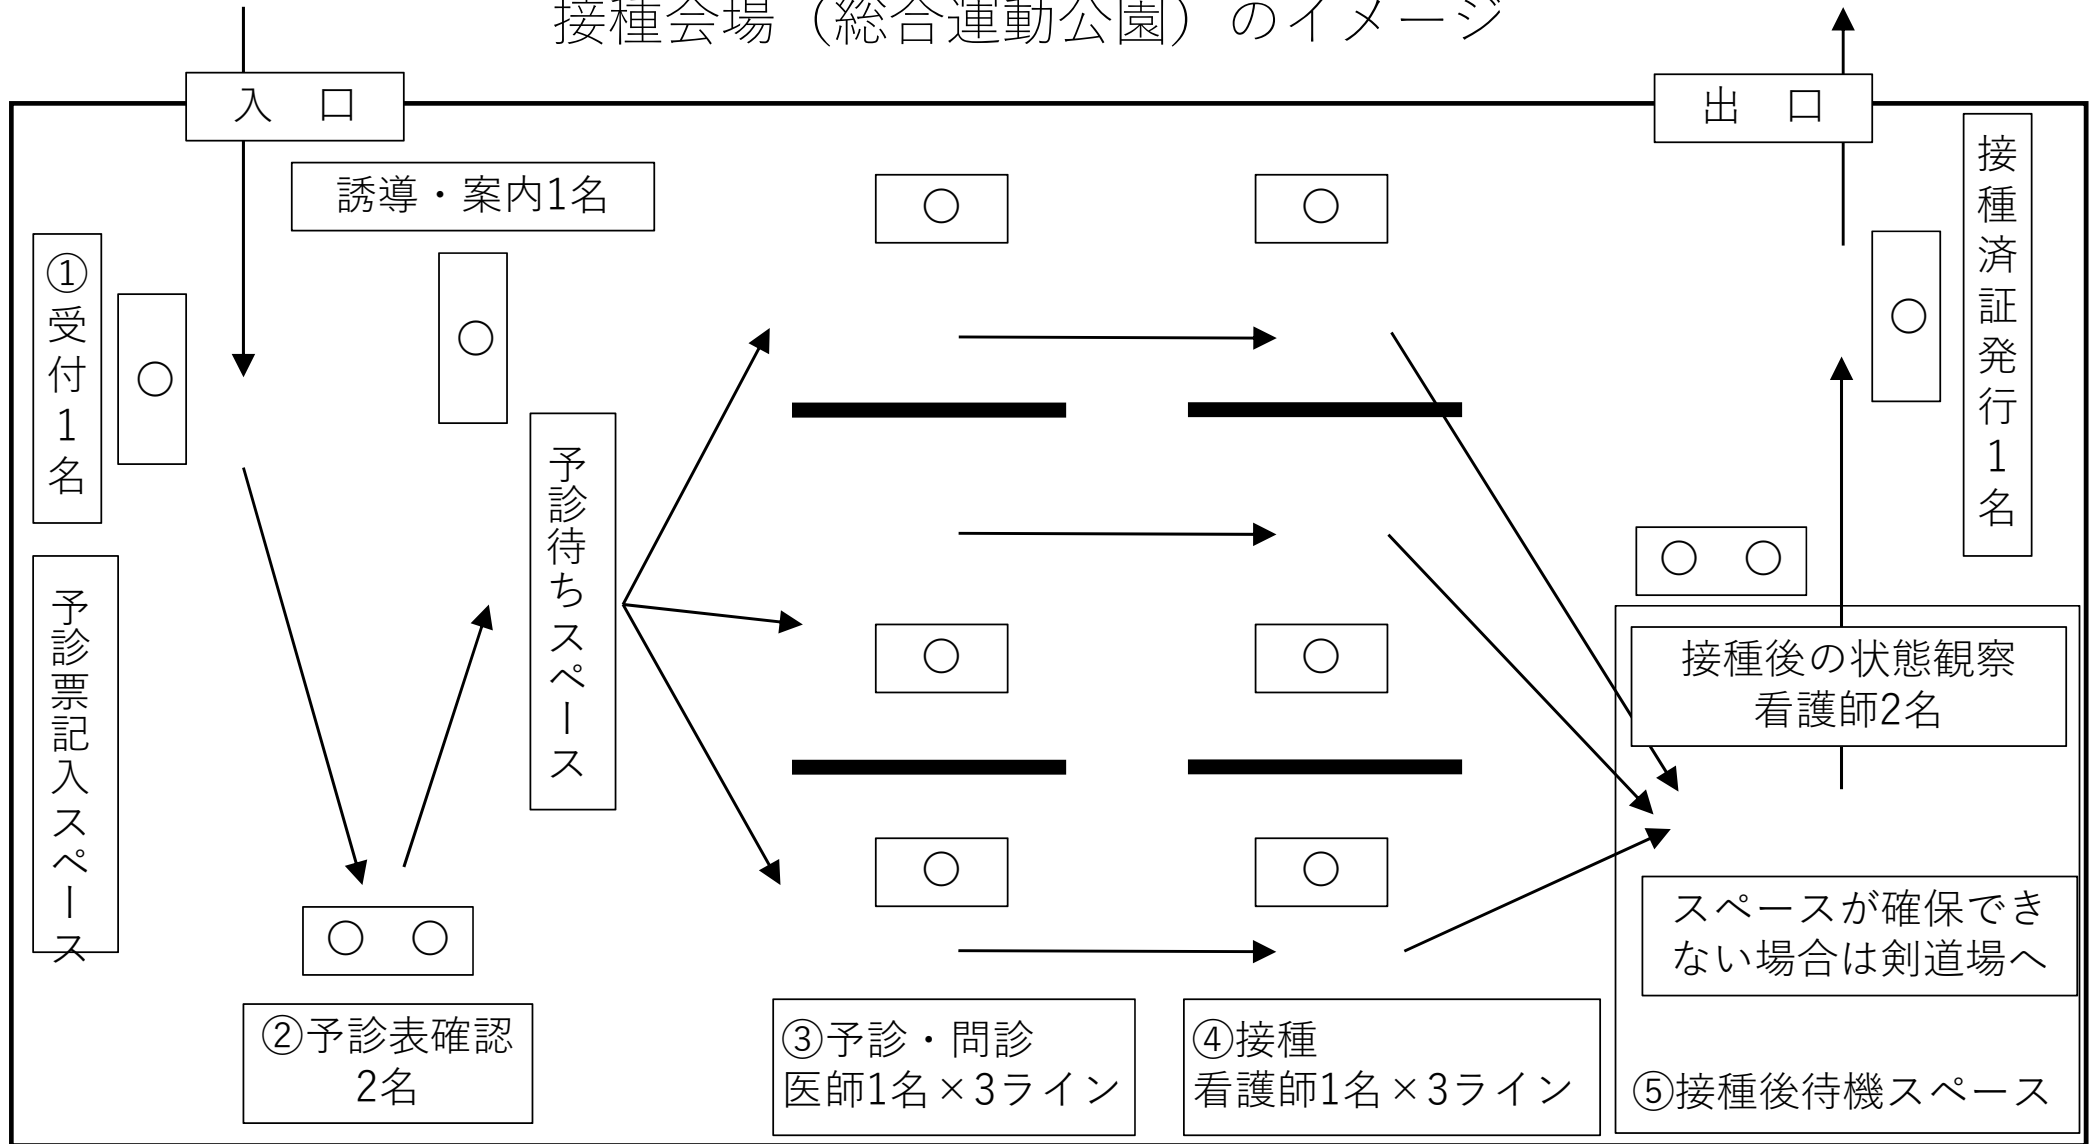 接種会場（総合運動公園）のイメージ
入　口
出　口
誘導・案内1名
①受付1名
予診票記入スペース
②予診表確認
2名
予診待ちスペース
③予診・問診
医師1名×3ライン
④接種
看護師1名×3ライン
接種後の状態観察
看護師2名
スペースが確保でき
ない場合は剣道場へ
⑤接種後待機スペース
接種済証発行1名